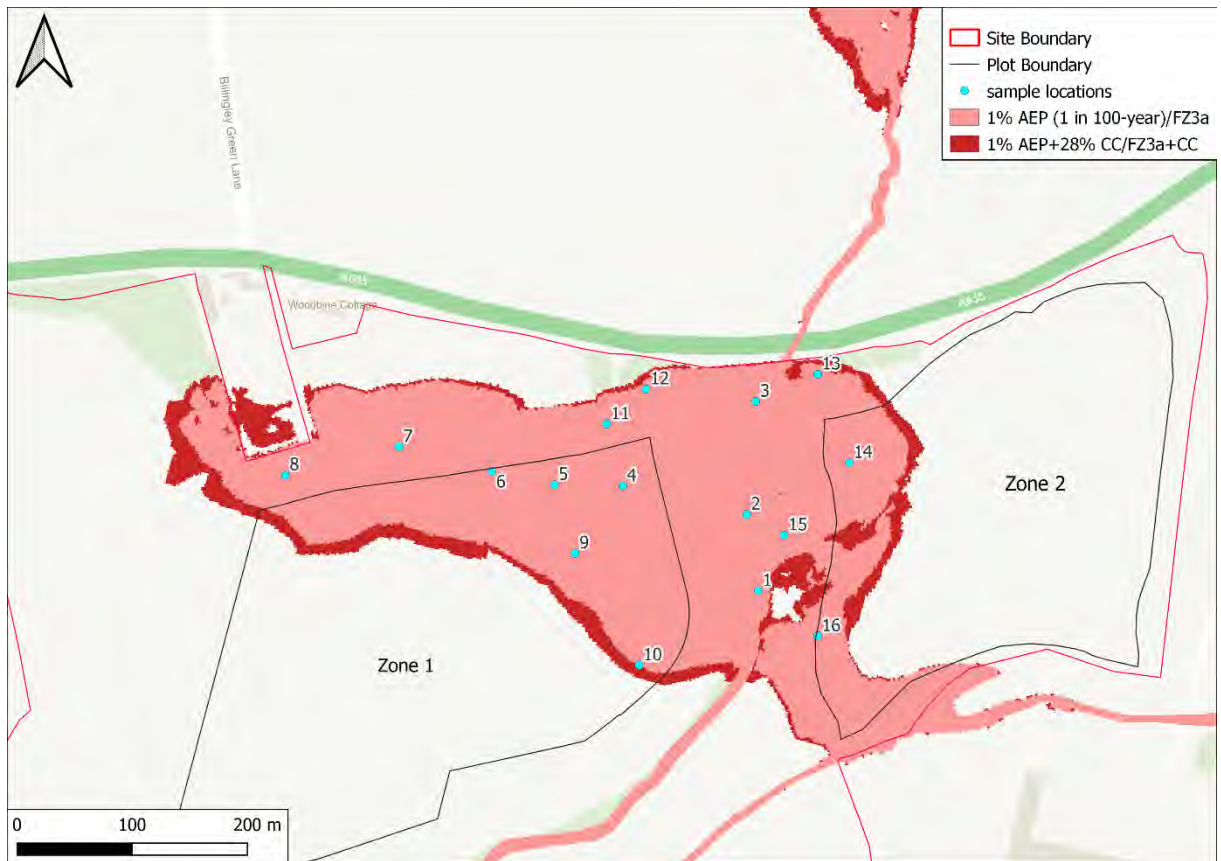 Site Boundary
Plot Boundary
sample locations
1% AEP (1 in 100-year)/FZ3a
1% AEP+28% CC/FZ3a+CC
Billingley Green Lane
Woodbine Cottage
A635
13
12
3
11
7
14
8
6
5
4
2
15
9
1
16
10
Zone 2
Zone 1
0 100 200 m